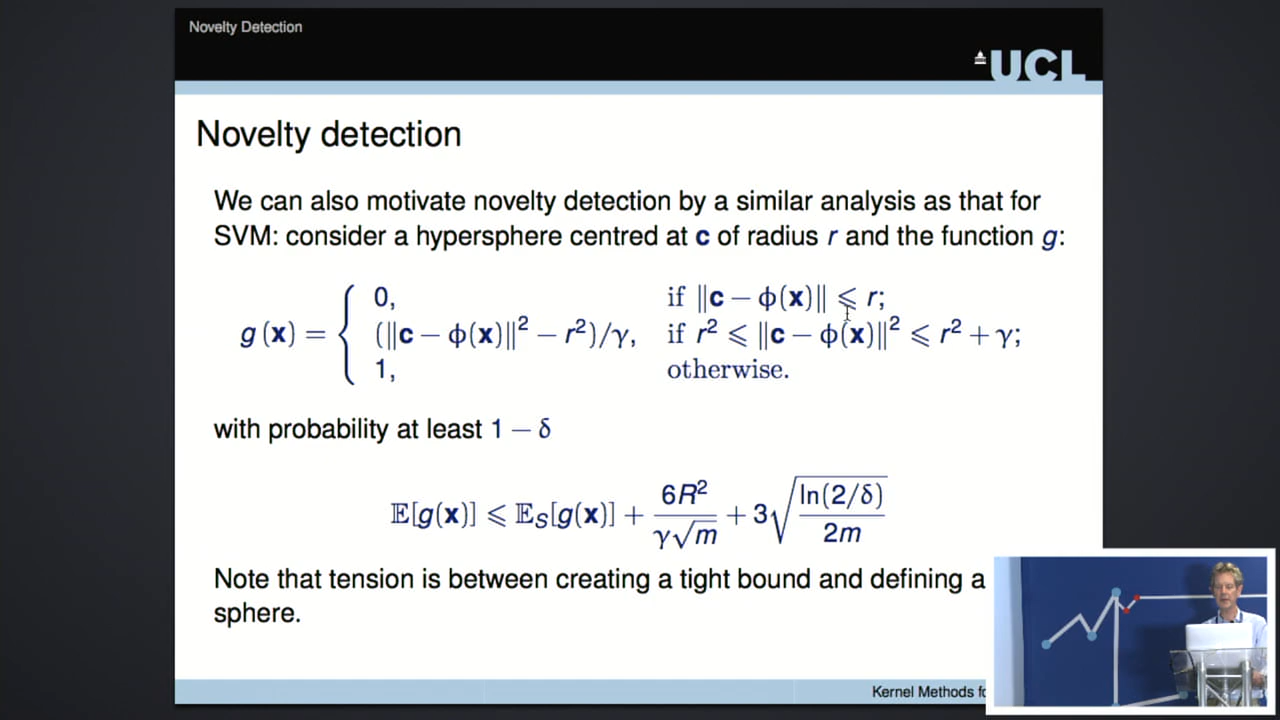 Novelty Detection
UCL
Novelty detection
We can also motivate novelty detection by a similar analysis as that for
SVM: consider a hypersphere centred at c of radius r and the function g:
g(x) = { 0, if ‖c − ϕ(x)‖ ⩽ r;
(‖c − ϕ(x)‖² − r²)/γ, if r² ⩽ ‖c − ϕ(x)‖² ⩽ r² + γ;
1, otherwise.
with probability at least 1 − δ
𝔼[g(x)] ⩽ 𝔼_S[g(x)] + 6R²/(γ√m) + 3√(ln(2/δ)/2m)
Note that tension is between creating a tight bound and defining a
sphere.
Kernel Methods